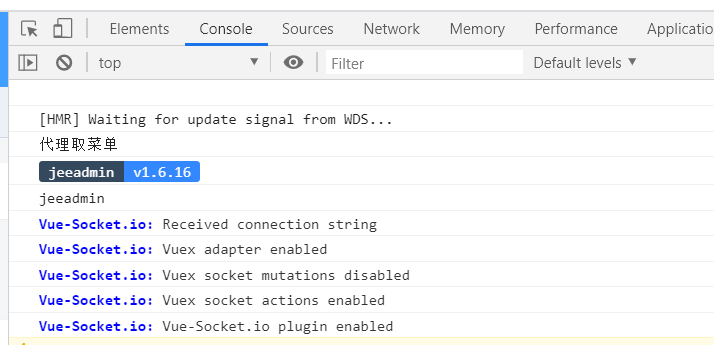 Elements Console Sources Network Memory Performance Applicatio
top Filter Default levels
[HMR] Waiting for update signal from WDS...
代理取菜单
jeeadmin v1.6.16
jeeadmin
Vue-Socket.io: Received connection string
Vue-Socket.io: Vuex adapter enabled
Vue-Socket.io: Vuex socket mutations disabled
Vue-Socket.io: Vuex socket actions enabled
Vue-Socket.io: Vue-Socket.io plugin enabled